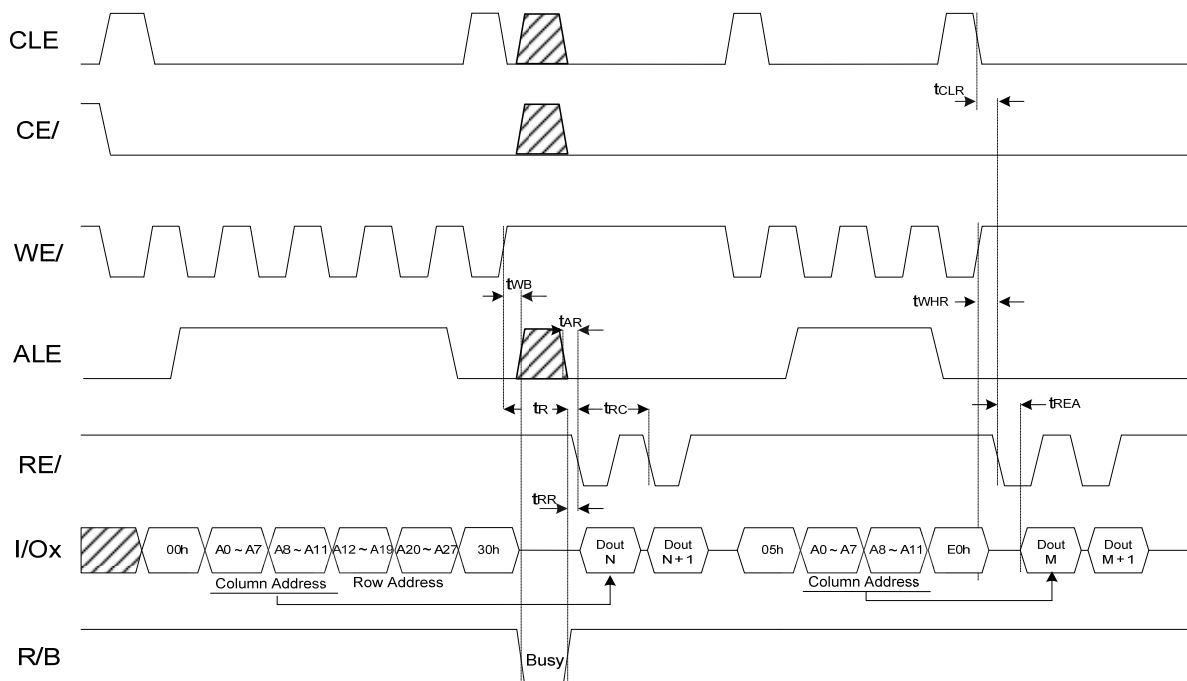 CLE
tCLR
CE/
WE/
tWB
tWHR
tAR
ALE
tR
tRC
tREA
RE/
tRR
I/Ox
00h
A0 ~ A7
A8 ~ A11
A12 ~ A19
A20 ~ A27
30h
Dout
N
Dout
N + 1
05h
A0 ~ A7
A8 ~ A11
E0h
Dout
M
Dout
M + 1
Column Address
Row Address
Column Address
R/B
Busy